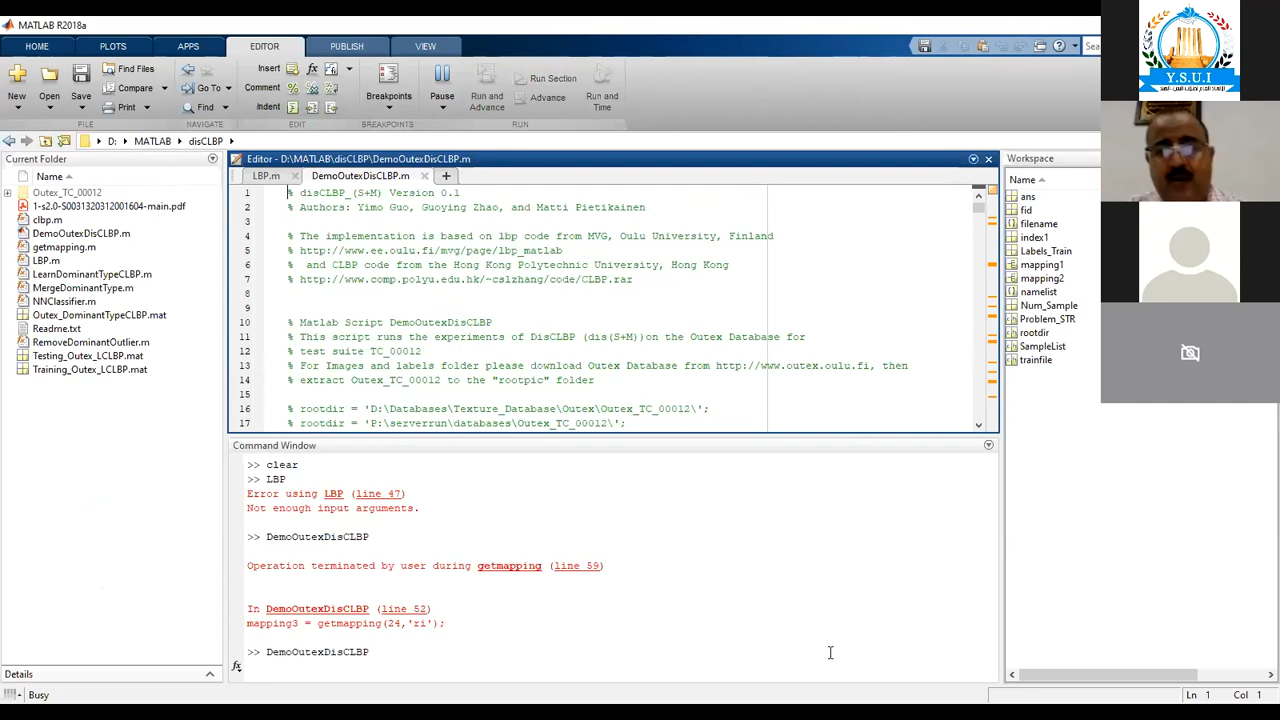 MATLAB R2018a
HOME
PLOTS
APPS
EDITOR
PUBLISH
VIEW
Sea
New
Open
Save
Find Files
Compare
Print
Go To
Find
Insert
Comment
Indent
Breakpoints
Pause
Run and
Advance
Run Section
Advance
Run and
Time
FILE
NAVIGATE
EDIT
BREAKPOINTS
RUN
D:
MATLAB
disCLBP
Current Folder
Name
Outex_TC_00012
1-s2.0-S0031320312001604-main.pdf
clbp.m
DemoOutexDisCLBP.m
getmapping.m
LBP.m
LearnDominantTypeCLBP.m
MergeDominantType.m
NNClassifier.m
Outex_DominantTypeCLBP.mat
Readme.txt
RemoveDominantOutlier.m
Testing_Outex_LCLBP.mat
Training_Outex_LCLBP.mat
Details
Busy
Editor - D:\MATLAB\disCLBP\DemoOutexDisCLBP.m
LBP.m
DemoOutexDisCLBP.m
1 % disCLBP_(S+M) Version 0.1
2 % Authors: Yimo Guo, Guoying Zhao, and Matti Pietikainen
3
4 % The implementation is based on lbp code from MVG, Oulu University, Finland
5 % http://www.ee.oulu.fi/mvg/page/lbp_matlab
6 % and CLBP code from the Hong Kong Polytechnic University, Hong Kong
7 % http://www.comp.polyu.edu.hk/~cslzhang/code/CLBP.rar
8
9
10 % Matlab Script DemoOutexDisCLBP
11 % This script runs the experiments of DisCLBP (dis(S+M))on the Outex Database for
12 % test suite TC_00012
13 % For Images and labels folder please download Outex Database from http://www.outex.oulu.fi, then
14 % extract Outex_TC_00012 to the "rootpic" folder
15
16 % rootdir = 'D:\Databases\Texture_Database\Outex\Outex_TC_00012\';
17 % rootdir = 'P:\serverrun\databases\Outex_TC_00012\';
Command Window
>> clear
>> LBP
Error using LBP (line 47)
Not enough input arguments.
>> DemoOutexDisCLBP
Operation terminated by user during getmapping (line 59)
In DemoOutexDisCLBP (line 52)
mapping3 = getmapping(24,'ri');
fx >> DemoOutexDisCLBP
Workspace
Name
ans
fid
filename
index1
Labels_Train
mapping1
mapping2
namelist
Num_Sample
Problem_STR
rootdir
SampleList
trainfile
Ln 1 Col 1
Y.S.U.I